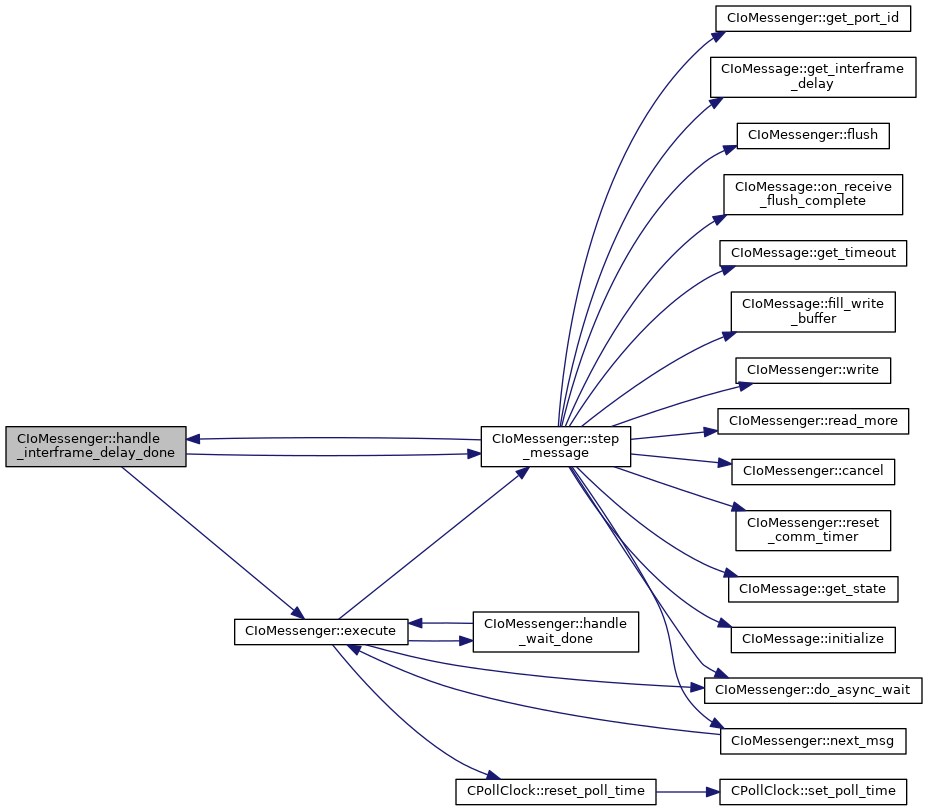 CIoMessenger::get_port_id
CIoMessage::get_interframe
_delay
CIoMessenger::flush
CIoMessage::on_receive
_flush_complete
CIoMessage::get_timeout
CIoMessage::fill_write
_buffer
CIoMessenger::write
CIoMessenger::read_more
CIoMessenger::handle
_interframe_delay_done
CIoMessenger::step
_message
CIoMessenger::cancel
CIoMessenger::reset
_comm_timer
CIoMessage::get_state
CIoMessenger::execute
CIoMessenger::handle
_wait_done
CIoMessage::initialize
CIoMessenger::do_async_wait
CIoMessenger::next_msg
CPollClock::reset_poll_time
CPollClock::set_poll_time